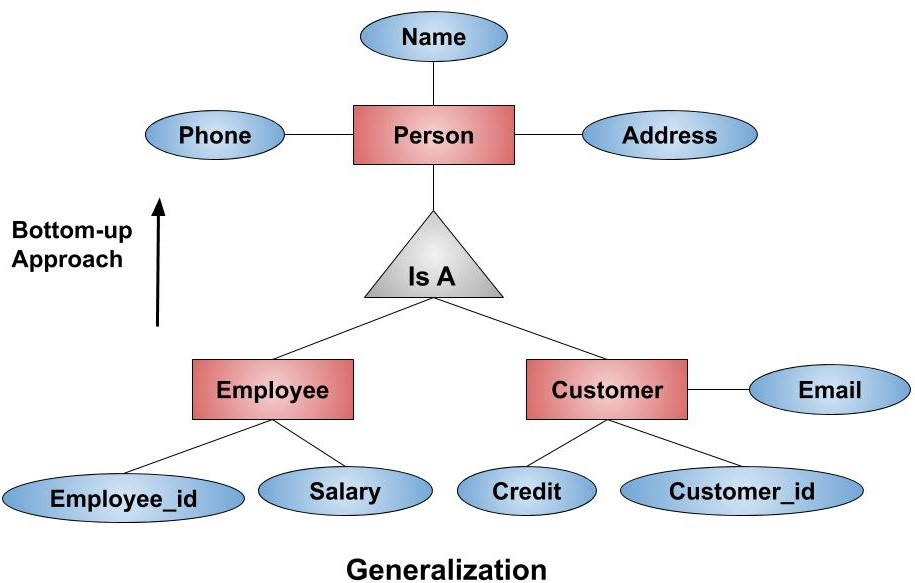 Name
Phone
Person
Address
Bottom-up
Approach
Is A
Employee
Customer
Email
Employee_id
Salary
Credit
Customer_id
Generalization